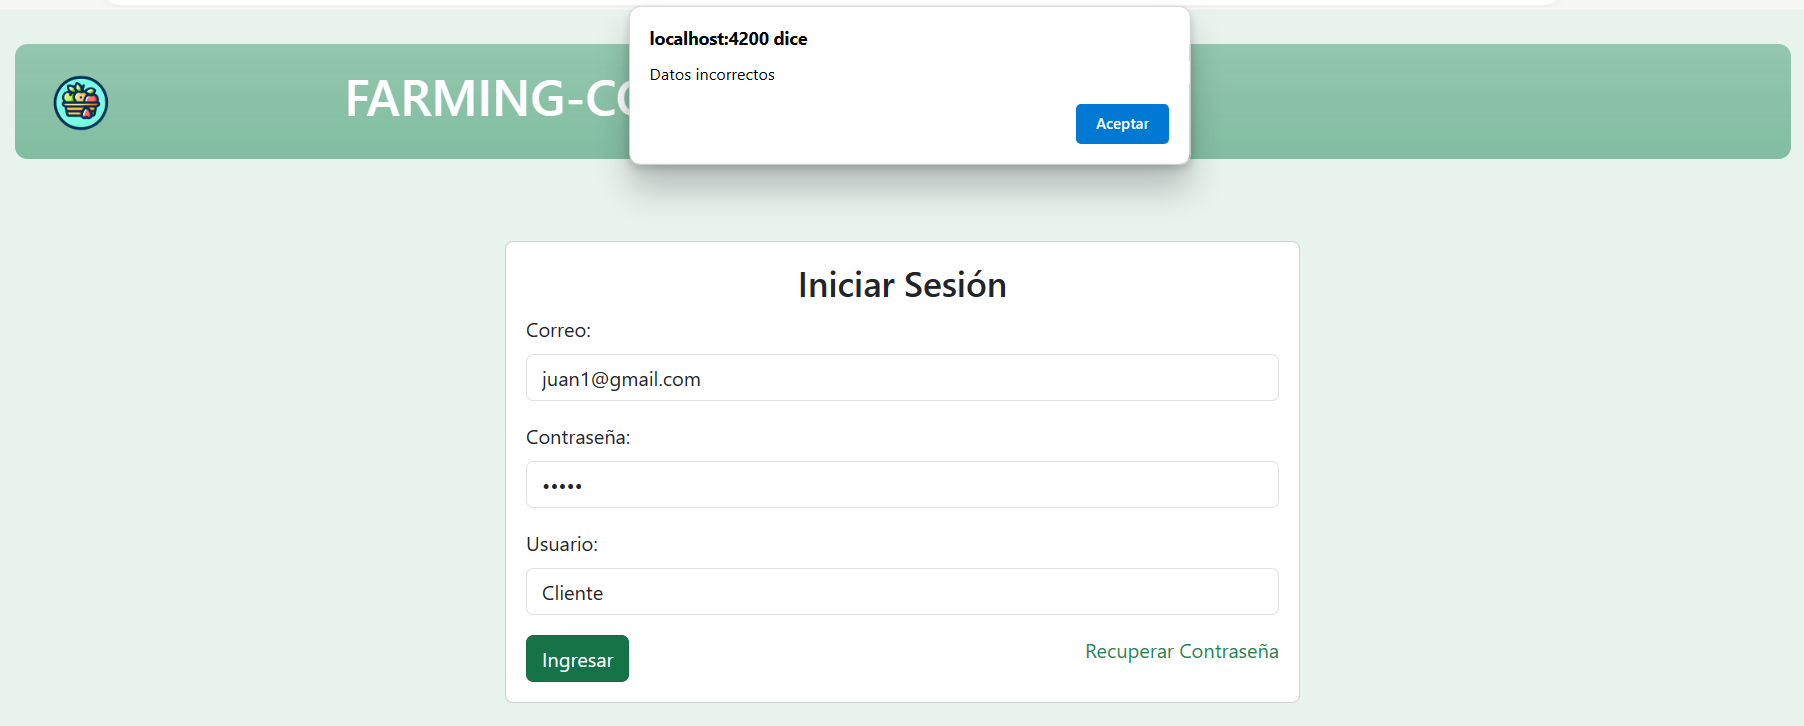 localhost:4200 dice
Datos incorrectos
Aceptar
FARMING-CO
Iniciar Sesión
Correo:
juan1@gmail.com
Contraseña:
•••••
Usuario:
Cliente
Ingresar
Recuperar Contraseña